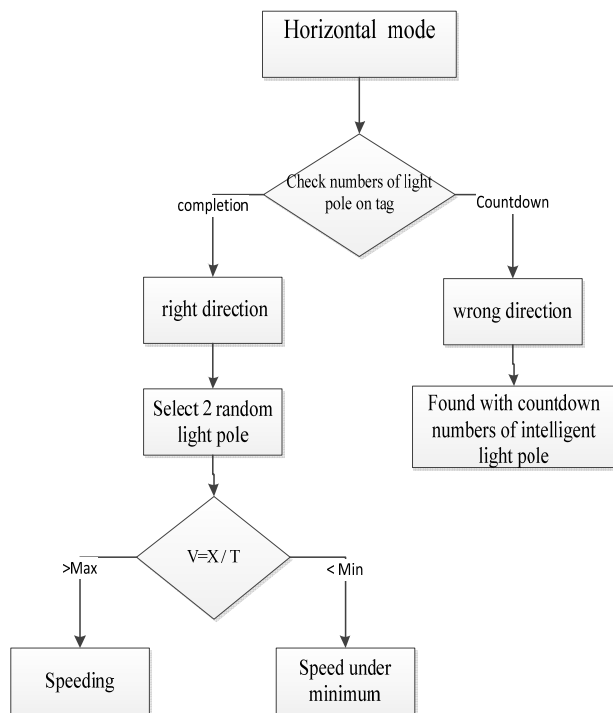 Horizontal mode
Check numbers of light
pole on tag
completion
Countdown
right direction
wrong direction
Select 2 random
light pole
Found with countdown
numbers of intelligent
light pole
V=X / T
>Max
< Min
Speeding
Speed under
minimum